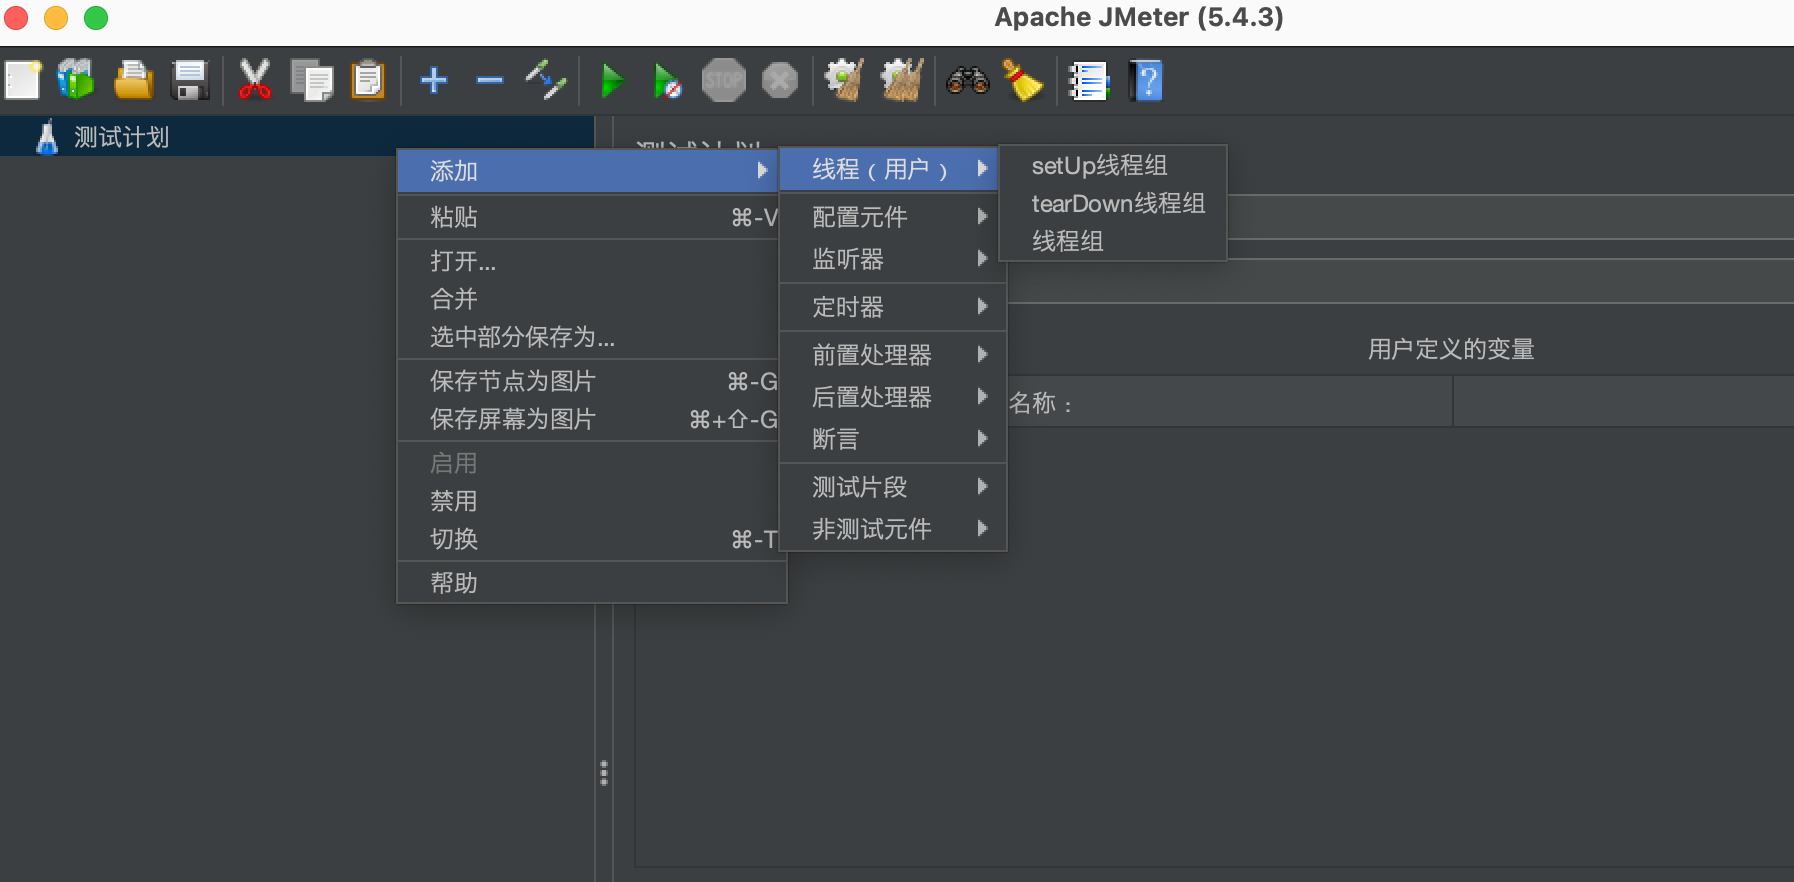 Apache JMeter (5.4.3)
STOP
测试计划
测试计划
添加
粘贴 ⌘-V
打开...
合并
选中部分保存为...
保存节点为图片 ⌘-G
保存屏幕为图片 ⌘+⇧-G
启用
禁用
切换 ⌘-T
帮助
线程（用户）
配置元件
监听器
定时器
前置处理器
后置处理器
断言
测试片段
非测试元件
setUp线程组
tearDown线程组
线程组
用户定义的变量
名称：